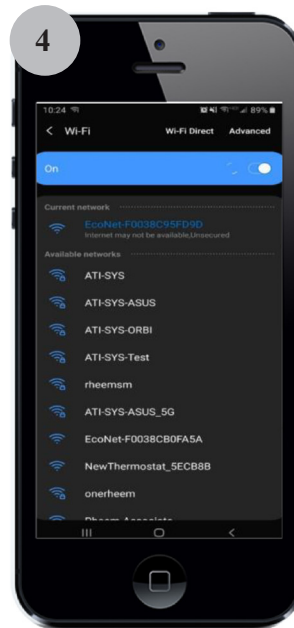 4
10:24 89%
Wi-Fi Wi-Fi Direct Advanced
On
Current network
EcoNet-F0038C95FD9D
Internet may not be available,Unsecured
Available networks
ATI-SYS
ATI-SYS-ASUS
ATI-SYS-ORBI
ATI-SYS-Test
rheemsm
ATI-SYS-ASUS_5G
EcoNet-F0038CB0FA5A
NewThermostat_5ECB8B
onerheem
Rheem-Associate